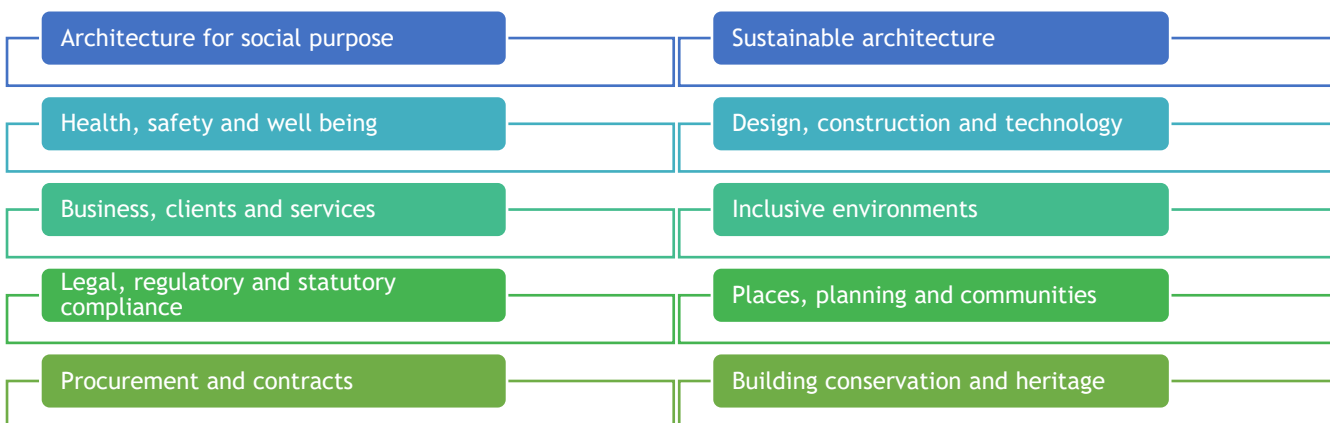 Architecture for social purpose
Sustainable architecture
Health, safety and well being
Design, construction and technology
Business, clients and services
Inclusive environments
Legal, regulatory and statutory
compliance
Places, planning and communities
Procurement and contracts
Building conservation and heritage